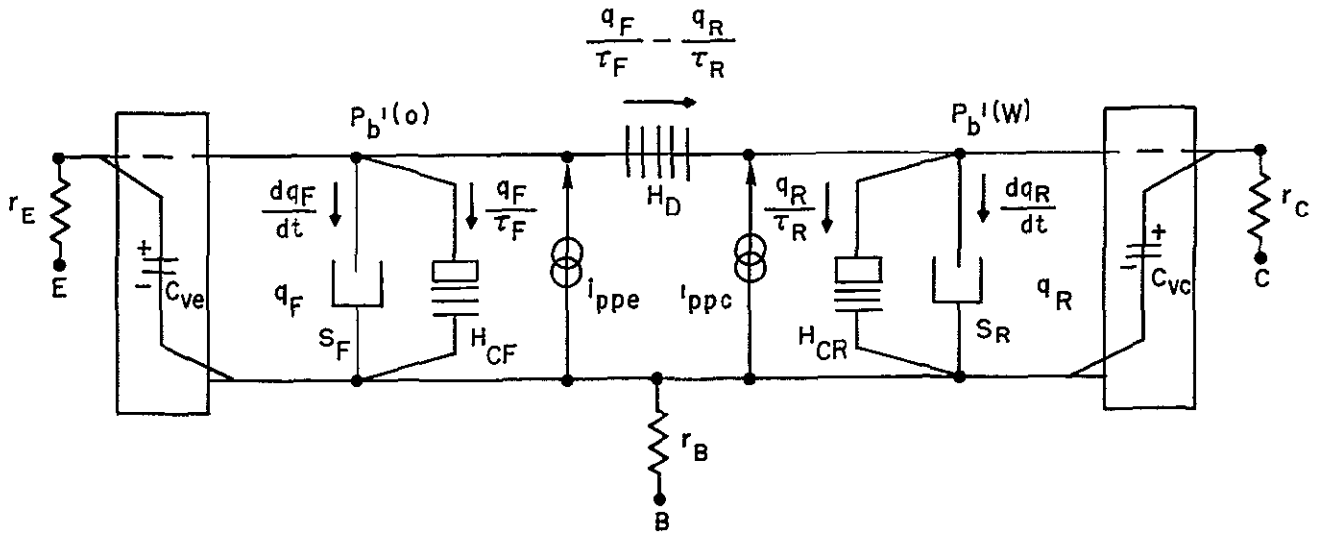 q_F/τ_F − q_R/τ_R
P_b'(o)
P_b'(W)
H_D
r_E
E
+
−
C_ve
dq_F/dt
q_F
S_F
q_F/τ_F
H_CF
i_ppe
i_ppc
q_R/τ_R
H_CR
dq_R/dt
S_R
q_R
+
−
C_vc
r_C
C
r_B
B